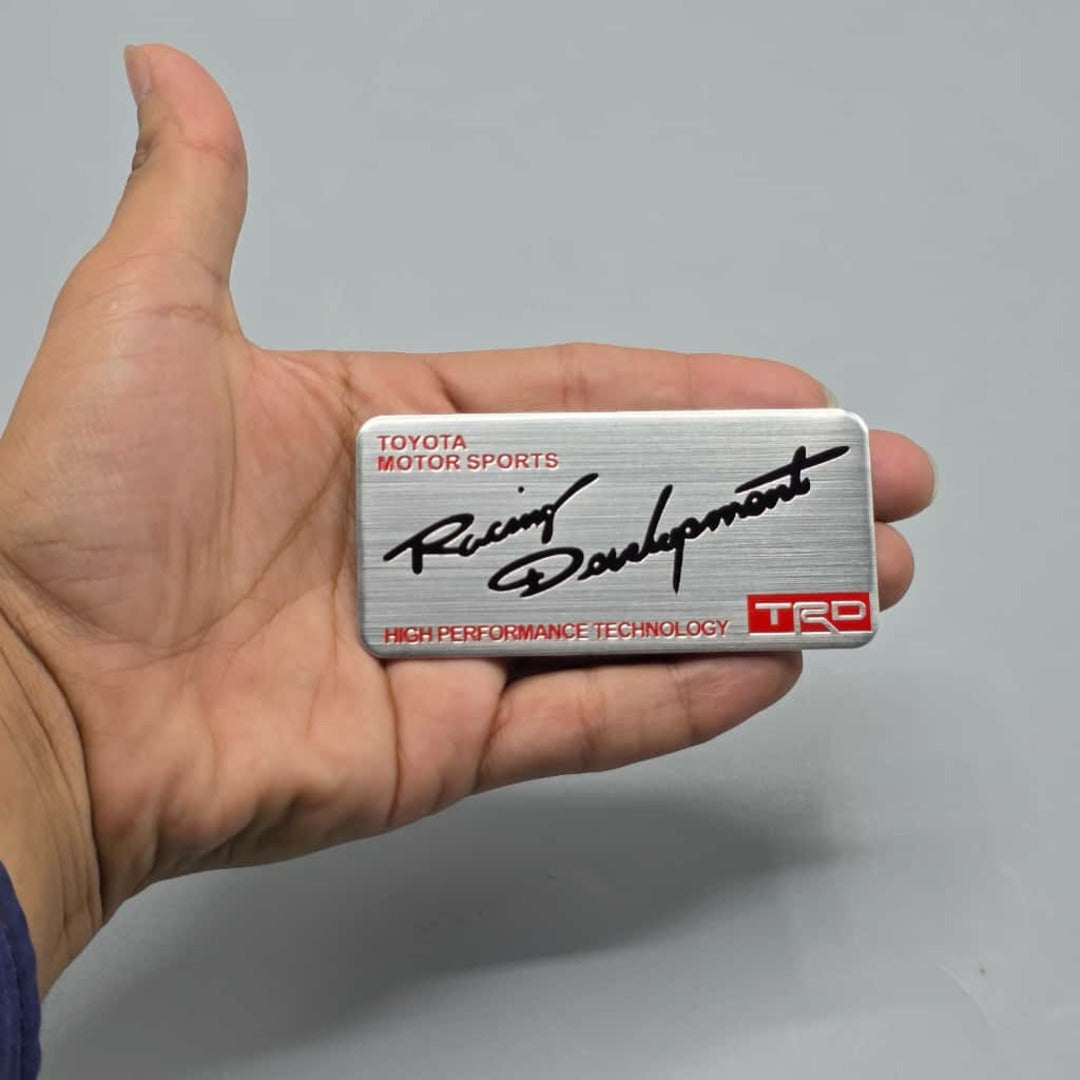 TOYOTA
MOTOR SPORTS
Racing
Development
HIGH PERFORMANCE TECHNOLOGY
TRD